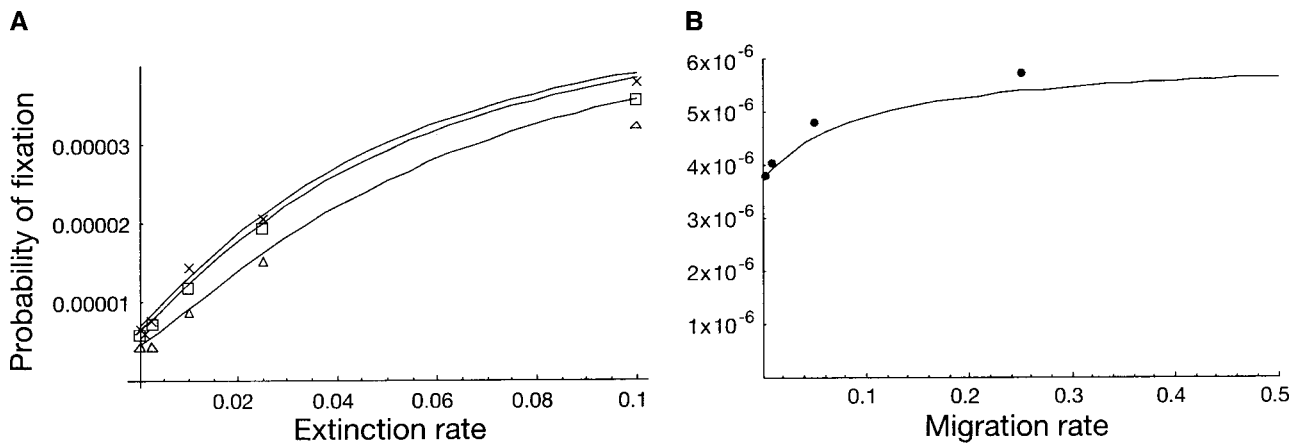 A
Probability of fixation
0.00003
0.00002
0.00001
0.02
0.04
0.06
0.08
0.1
Extinction rate
B
6x10-6
5x10-6
4x10-6
3x10-6
2x10-6
1x10-6
0.1
0.2
0.3
0.4
0.5
Migration rate